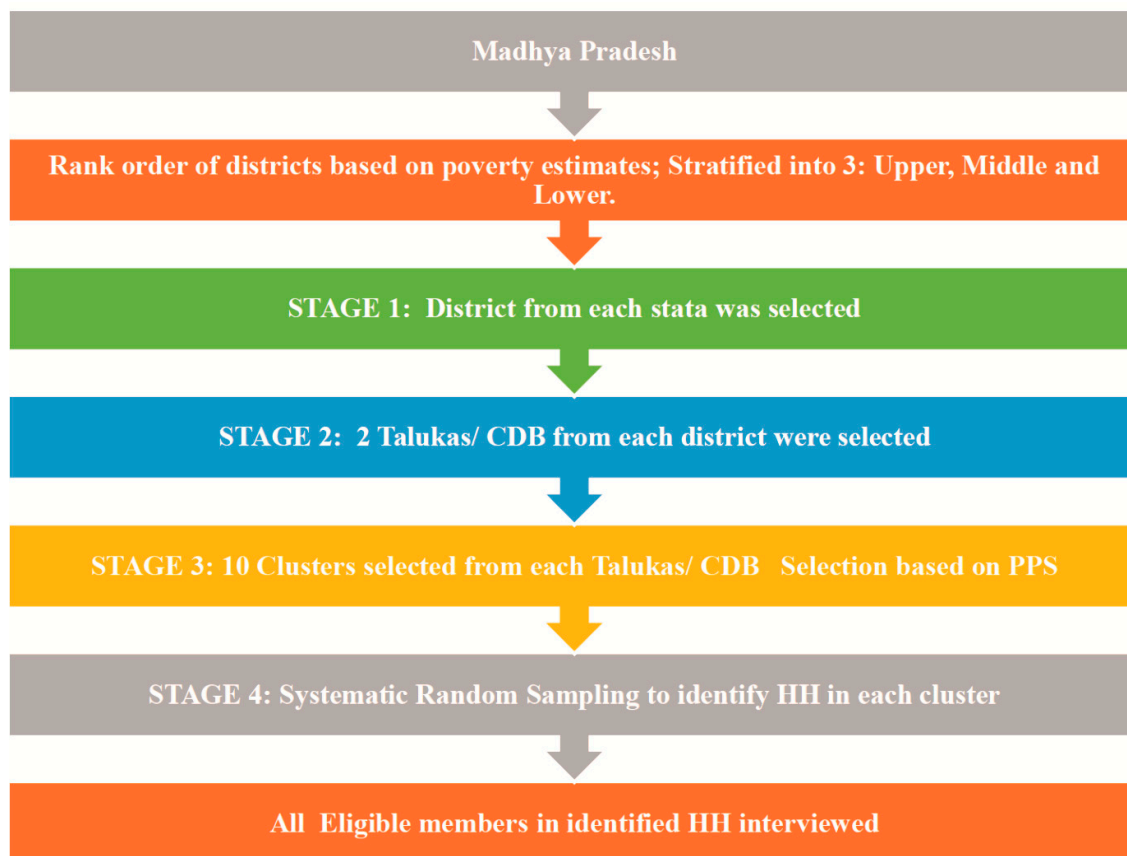 Madhya Pradesh
Rank order of districts based on poverty estimates; Stratified into 3: Upper, Middle and
Lower.
STAGE 1:  District from each stata was selected
STAGE 2:  2 Talukas/ CDB from each district were selected
STAGE 3: 10 Clusters selected from each Talukas/ CDB   Selection based on PPS
STAGE 4: Systematic Random Sampling to identify HH in each cluster
All  Eligible members in identified HH interviewed